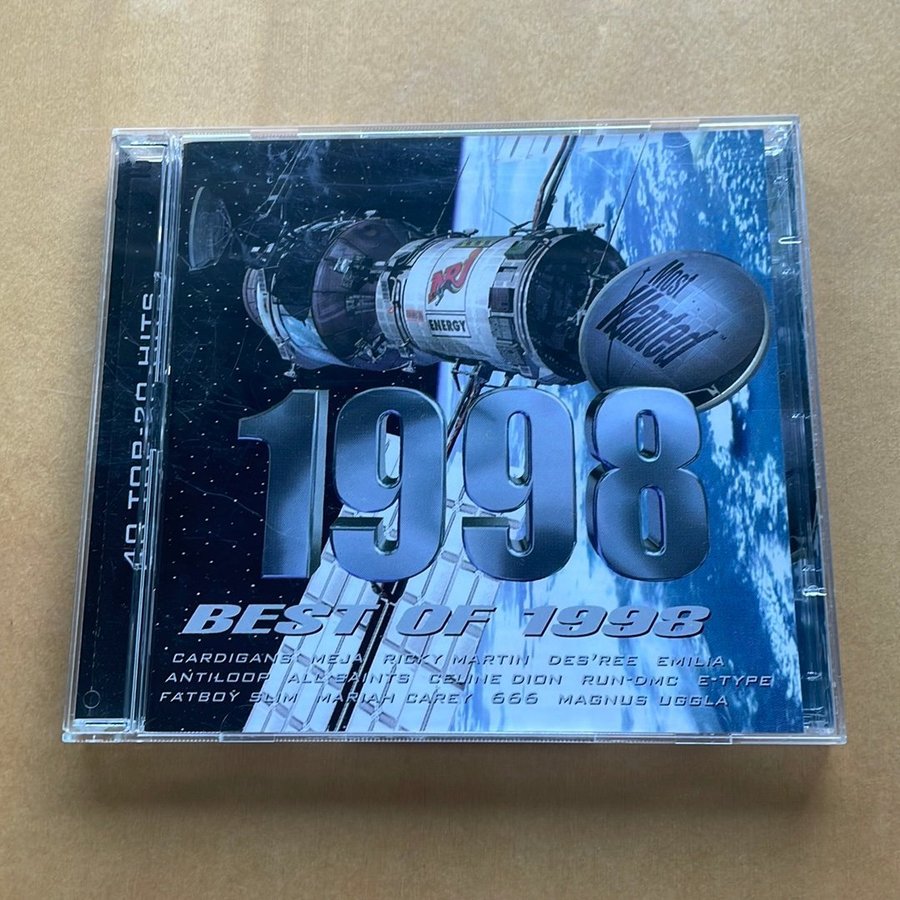 40 TOP-20 HITS
NRJ
ENERGY
Most
Wanted
1998
BEST OF 1998
CARDIGANS MEJA RICKY MARTIN DES'REE EMILIA
ANTILOOP ALL SAINTS CELINE DION RUN-DMC E-TYPE
FATBOY SLIM MARIAH CAREY 666 MAGNUS UGGLA